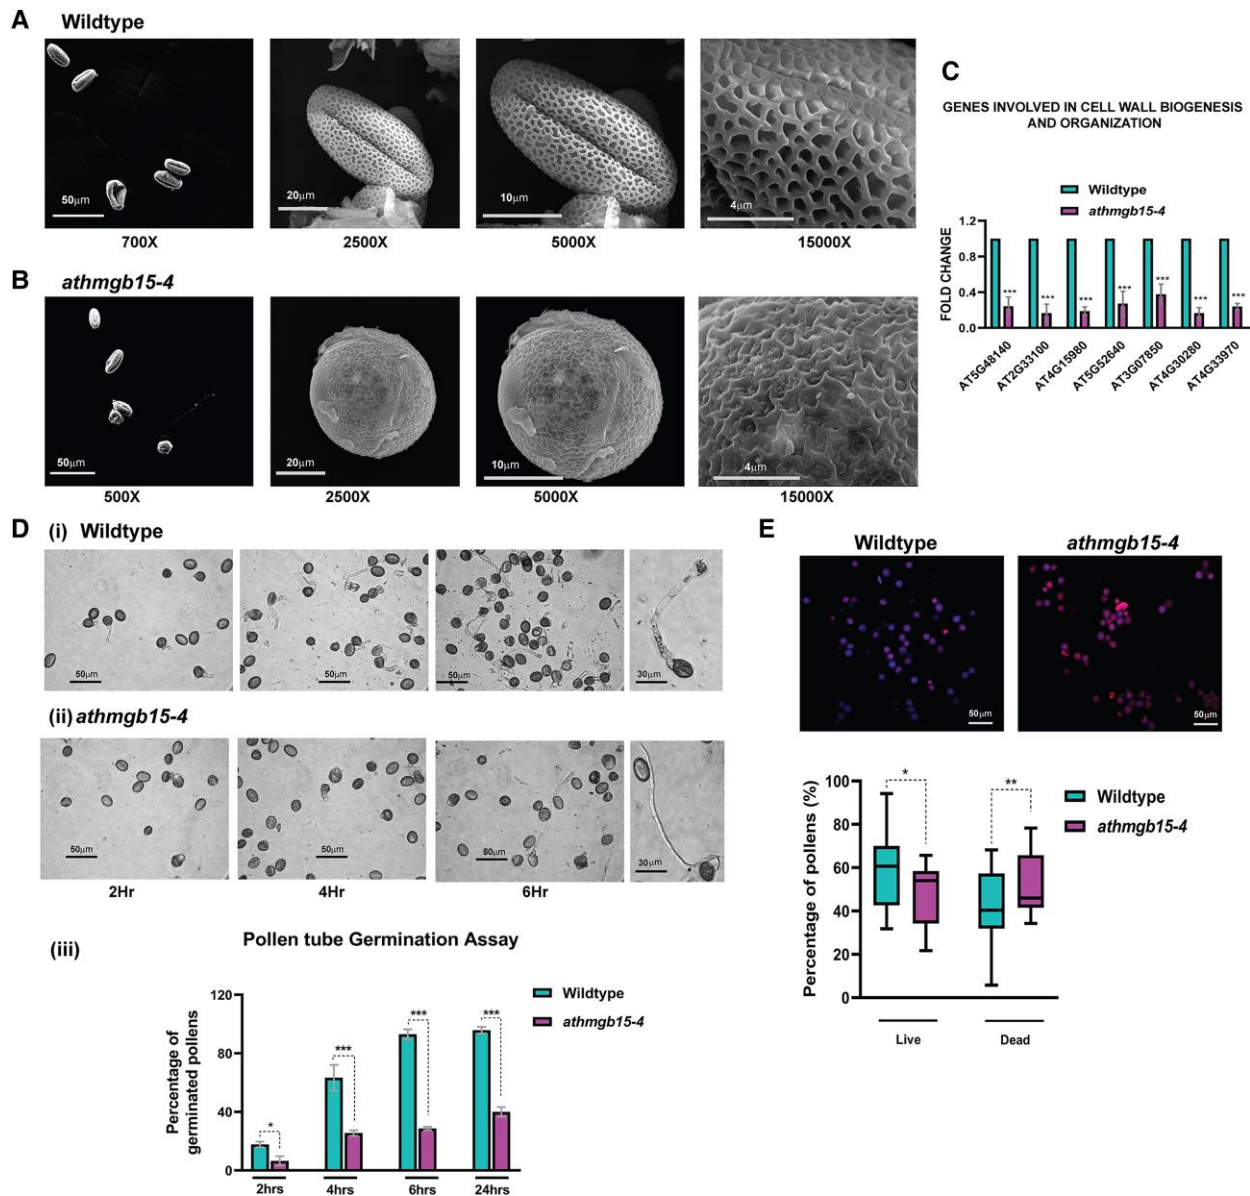 A
Wildtype
50µm
20µm
10µm
4µm
700X
2500X
5000X
15000X
B
athmgb15-4
50µm
20µm
10µm
4µm
500X
2500X
5000X
15000X
C
GENES INVOLVED IN CELL WALL BIOGENESIS
AND ORGANIZATION
Wildtype
athmgb15-4
FOLD CHANGE
1.2
0.8
0.4
0.0
*** *** *** *** *** *** ***
AT5G48140
AT2G33100
AT4G15980
AT5G52640
AT3G07850
AT4G30280
AT4G33970
D
(i) Wildtype
50µm
50µm
50µm
30µm
(ii) athmgb15-4
50µm
50µm
50µm
30µm
2Hr
4Hr
6Hr
(iii)
Pollen tube Germination Assay
Wildtype
athmgb15-4
Percentage of
germinated pollens
120
80
40
0
*
***
***
***
2hrs
4hrs
6hrs
24hrs
E
Wildtype
athmgb15-4
50µm
50µm
Percentage of pollens (%)
100
80
60
40
20
0
*
**
Wildtype
athmgb15-4
Live
Dead